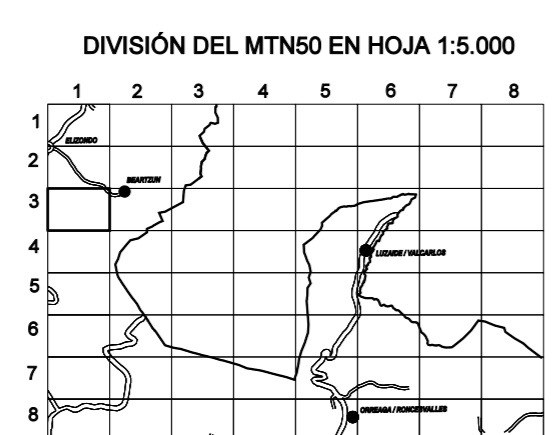 DIVISIÓN DEL MTN50 EN HOJA 1:5.000
1 2 3 4 5 6 7 8
1
ELIZONDO
2
BEARTZUN
3
4
LUZAIDE / VALCARLOS
5
6
7
8
ORREAGA / RONCESVALLES